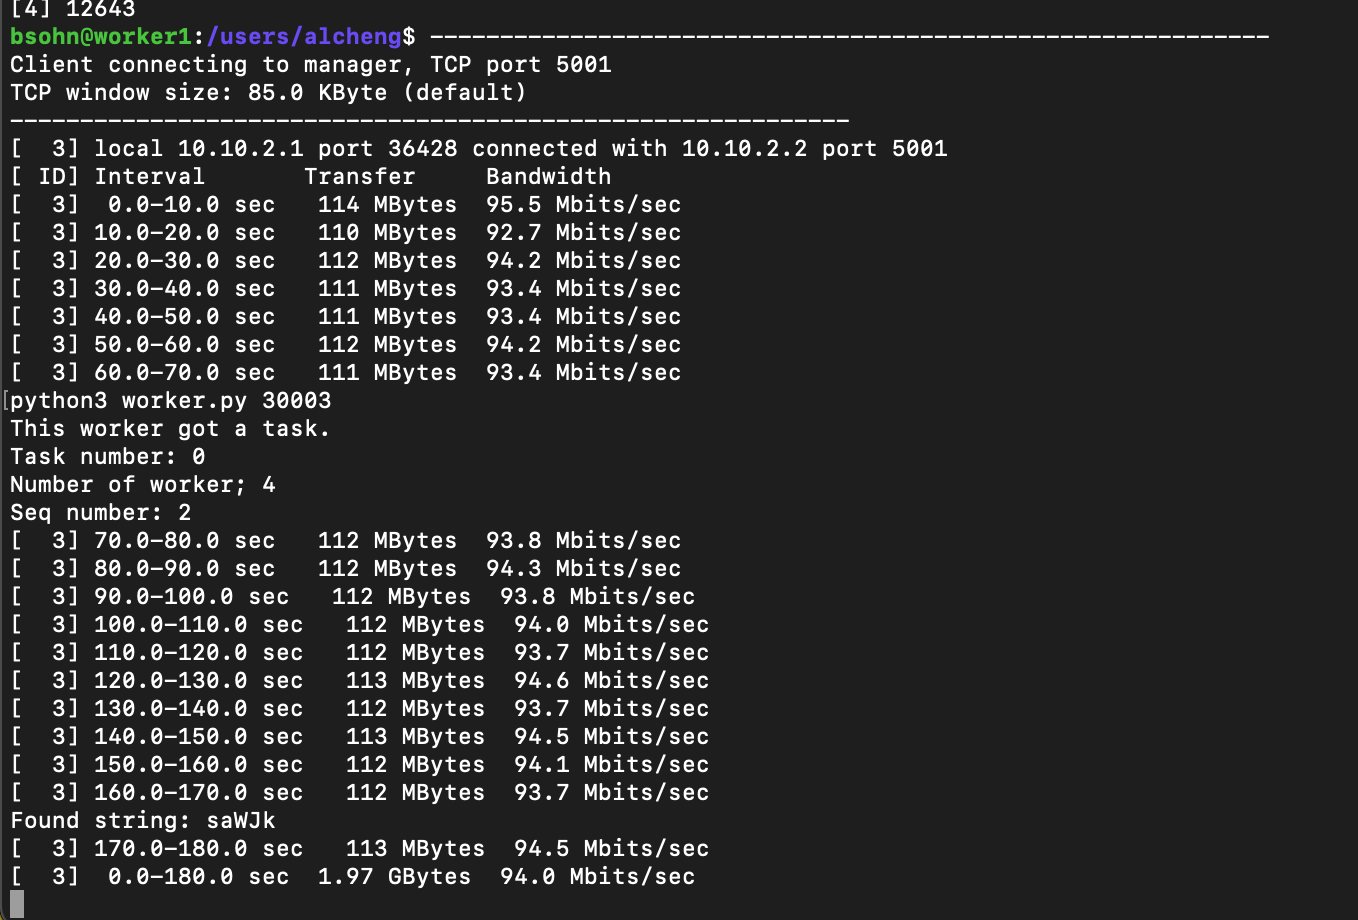 [4] 12643
bsohn@worker1:/users/alcheng$ ------------------------------------------------------------
Client connecting to manager, TCP port 5001
TCP window size: 85.0 KByte (default)
------------------------------------------------------------
[  3] local 10.10.2.1 port 36428 connected with 10.10.2.2 port 5001
[ ID] Interval       Transfer     Bandwidth
[  3]  0.0-10.0 sec   114 MBytes  95.5 Mbits/sec
[  3] 10.0-20.0 sec   110 MBytes  92.7 Mbits/sec
[  3] 20.0-30.0 sec   112 MBytes  94.2 Mbits/sec
[  3] 30.0-40.0 sec   111 MBytes  93.4 Mbits/sec
[  3] 40.0-50.0 sec   111 MBytes  93.4 Mbits/sec
[  3] 50.0-60.0 sec   112 MBytes  94.2 Mbits/sec
[  3] 60.0-70.0 sec   111 MBytes  93.4 Mbits/sec
python3 worker.py 30003
This worker got a task.
Task number: 0
Number of worker; 4
Seq number: 2
[  3] 70.0-80.0 sec   112 MBytes  93.8 Mbits/sec
[  3] 80.0-90.0 sec   112 MBytes  94.3 Mbits/sec
[  3] 90.0-100.0 sec   112 MBytes  93.8 Mbits/sec
[  3] 100.0-110.0 sec   112 MBytes  94.0 Mbits/sec
[  3] 110.0-120.0 sec   112 MBytes  93.7 Mbits/sec
[  3] 120.0-130.0 sec   113 MBytes  94.6 Mbits/sec
[  3] 130.0-140.0 sec   112 MBytes  93.7 Mbits/sec
[  3] 140.0-150.0 sec   113 MBytes  94.5 Mbits/sec
[  3] 150.0-160.0 sec   112 MBytes  94.1 Mbits/sec
[  3] 160.0-170.0 sec   112 MBytes  93.7 Mbits/sec
Found string: saWJk
[  3] 170.0-180.0 sec   113 MBytes  94.5 Mbits/sec
[  3]  0.0-180.0 sec  1.97 GBytes  94.0 Mbits/sec